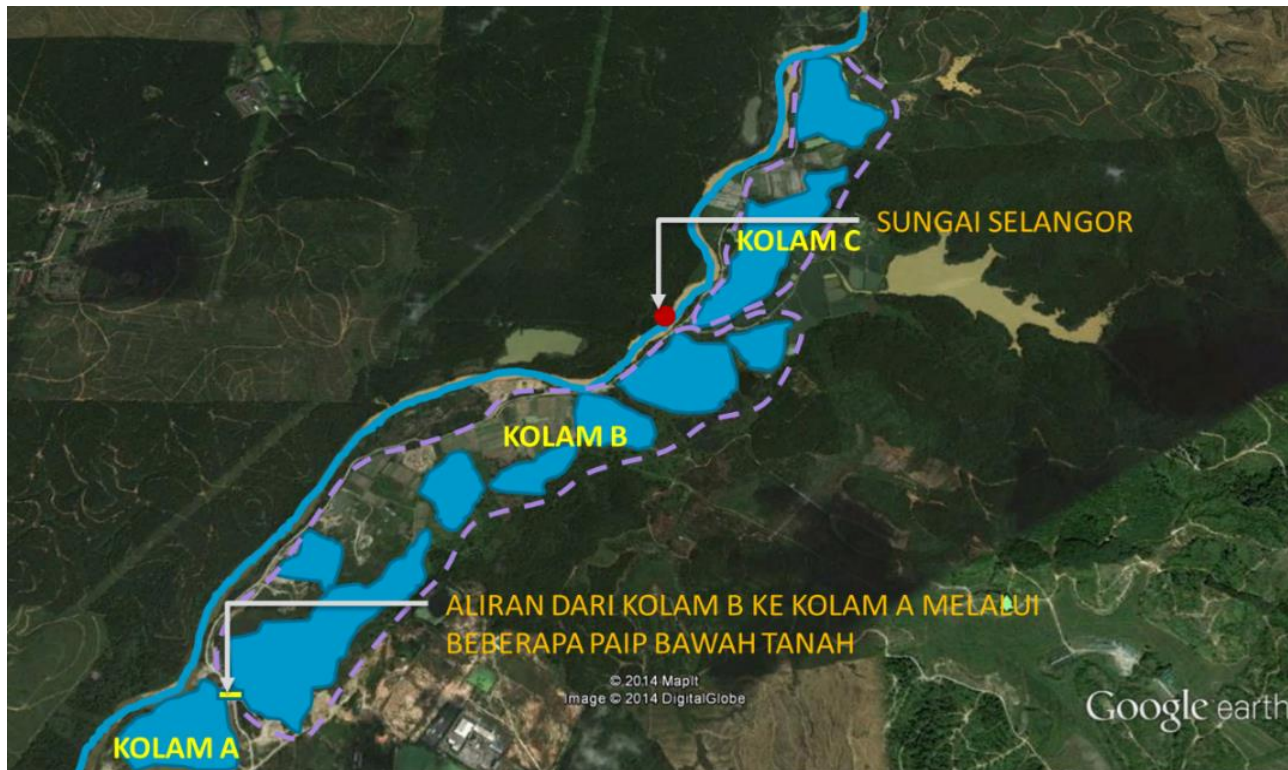 SUNGAI SELANGOR
KOLAM C
KOLAM B
ALIRAN DARI KOLAM B KE KOLAM A MELALUI
BEBERAPA PAIP BAWAH TANAH
© 2014 MapIt
Image © 2014 DigitalGlobe
Google earth
KOLAM A